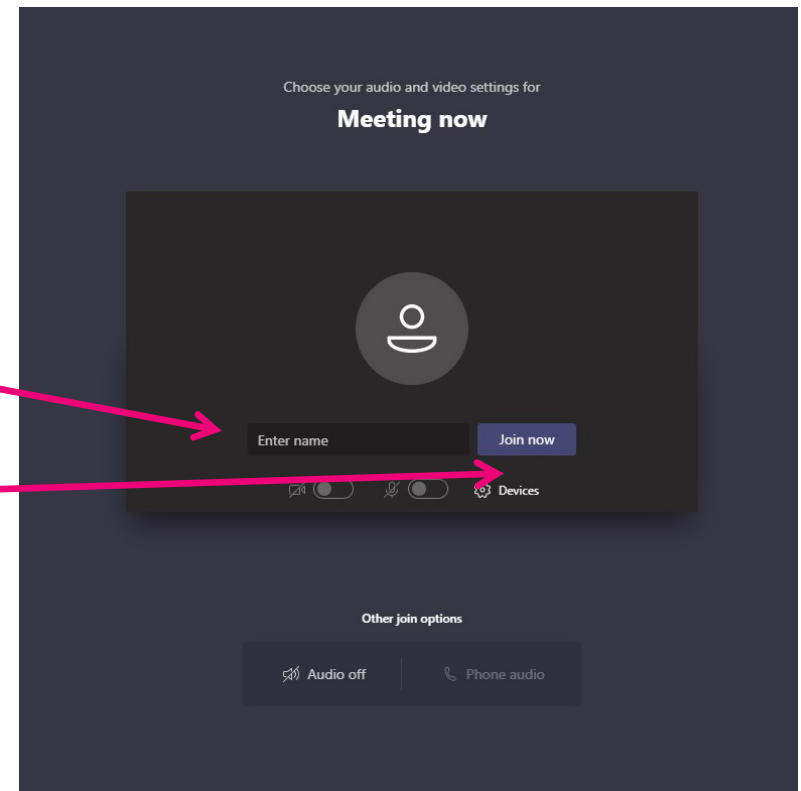 Choose your audio and video settings for
Meeting now
Enter name
Join now
Devices
Other join options
Audio off
Phone audio